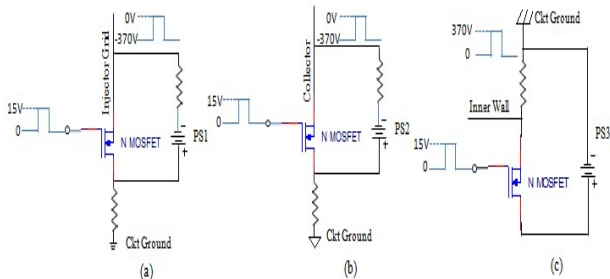 0V
-370V
Injector Grid
15V
0
N MOSFET
PS1
Ckt Ground
(a)
0V
-370V
Collector
15V
0
N MOSFET
PS2
Ckt Ground
(b)
Ckt Ground
370V
0
Inner Wall
15V
0
N MOSFET
PS3
(c)